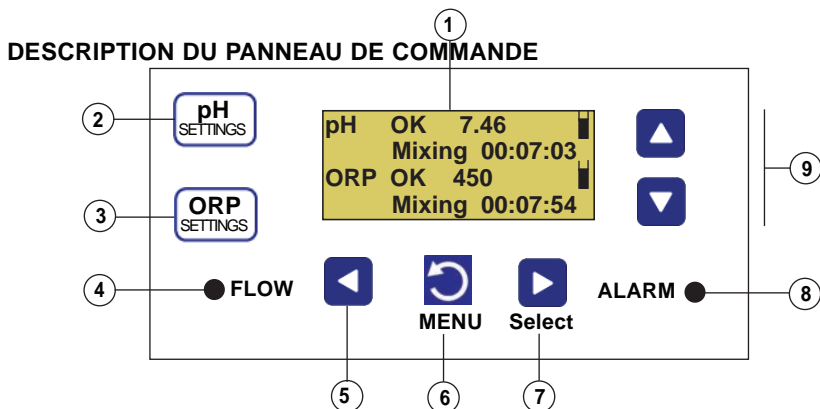 1
DESCRIPTION DU PANNEAU DE COMMANDE
2
pH
SETTINGS
pH OK 7.46
Mixing 00:07:03
ORP OK 450
Mixing 00:07:54
9
3
ORP
SETTINGS
4
FLOW
MENU
Select
ALARM
8
5
6
7